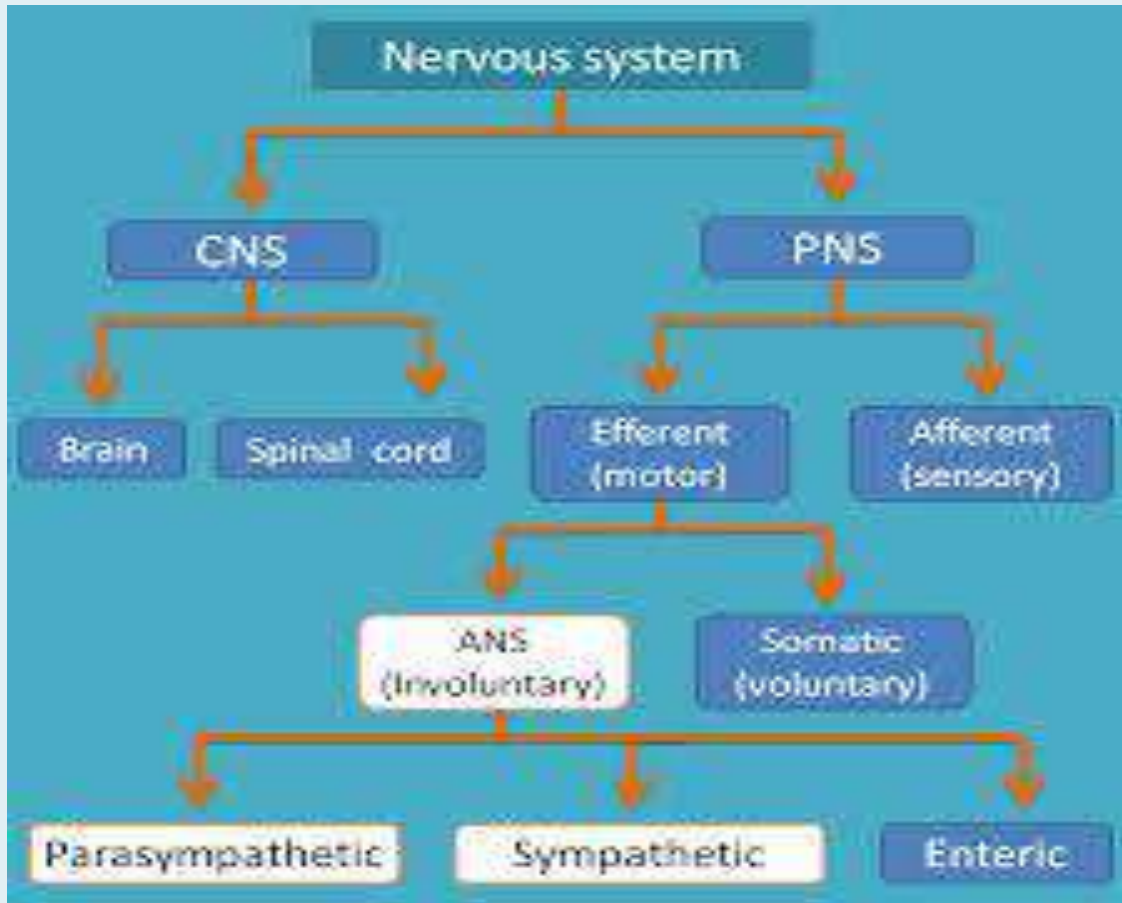 Nervous system
CNS
PNS
Brain
Spinal cord
Efferent
(motor)
Afferent
(sensory)
ANS
(Involuntary)
Somatic
(voluntary)
Parasympathetic
Sympathetic
Enteric